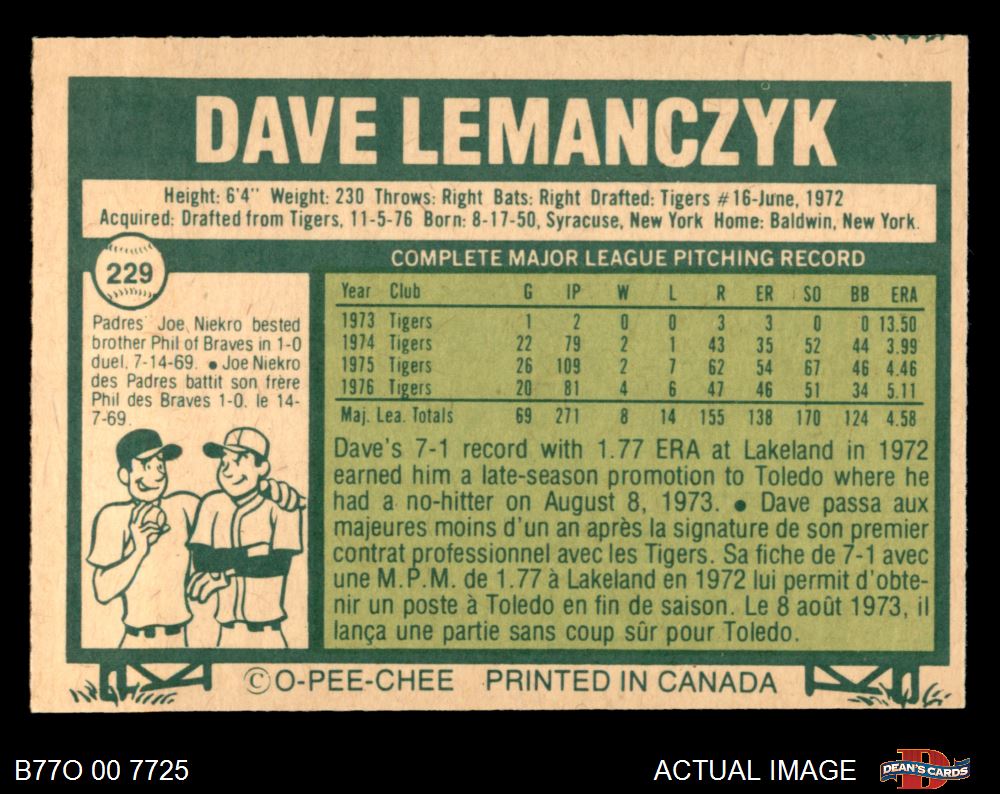 DAVE LEMANCZYK
Height: 6'4" Weight: 230 Throws: Right Bats: Right Drafted: Tigers #16-June, 1972
Acquired: Drafted from Tigers, 11-5-76 Born: 8-17-50, Syracuse, New York Home: Baldwin, New York.
229
Padres' Joe Niekro bested
brother Phil of Braves in 1-0
duel, 7-14-69. ● Joe Niekro
des Padres battit son frère
Phil des Braves 1-0. le 14-
7-69.
COMPLETE MAJOR LEAGUE PITCHING RECORD
Year Club G IP W L R ER SO BB ERA
1973 Tigers 1 2 0 0 3 3 0 0 13.50
1974 Tigers 22 79 2 1 43 35 52 44 3.99
1975 Tigers 26 109 2 7 62 54 67 46 4.46
1976 Tigers 20 81 4 6 47 46 51 34 5.11
Maj. Lea. Totals 69 271 8 14 155 138 170 124 4.58
Dave's 7-1 record with 1.77 ERA at Lakeland in 1972
earned him a late-season promotion to Toledo where he
had a no-hitter on August 8, 1973. ● Dave passa aux
majeures moins d'un an après la signature de son premier
contrat professionnel avec les Tigers. Sa fiche de 7-1 avec
une M.P.M. de 1.77 à Lakeland en 1972 lui permit d'obte-
nir un poste à Toledo en fin de saison. Le 8 août 1973, il
lança une partie sans coup sûr pour Toledo.
©O-PEE-CHEE PRINTED IN CANADA
B77O 00 7725
ACTUAL IMAGE
DEAN'S CARDS